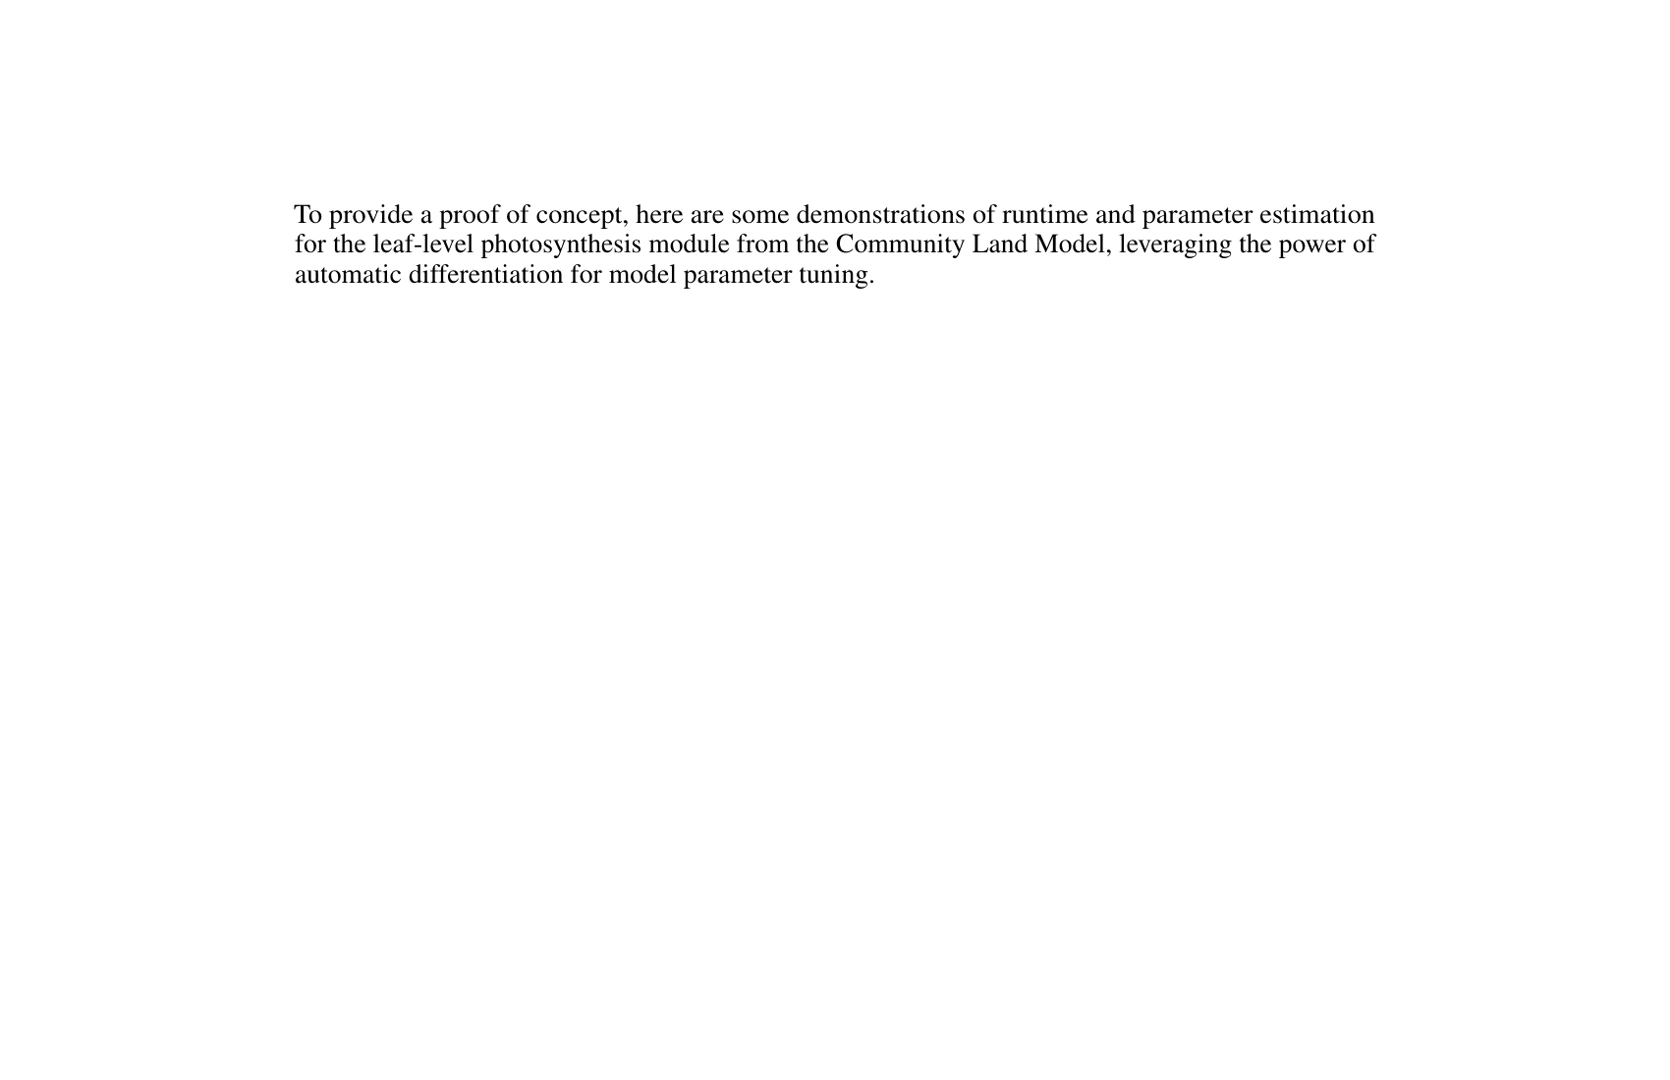 To provide a proof of concept, here are some demonstrations of runtime and parameter estimation
for the leaf-level photosynthesis module from the Community Land Model, leveraging the power of
automatic differentiation for model parameter tuning.